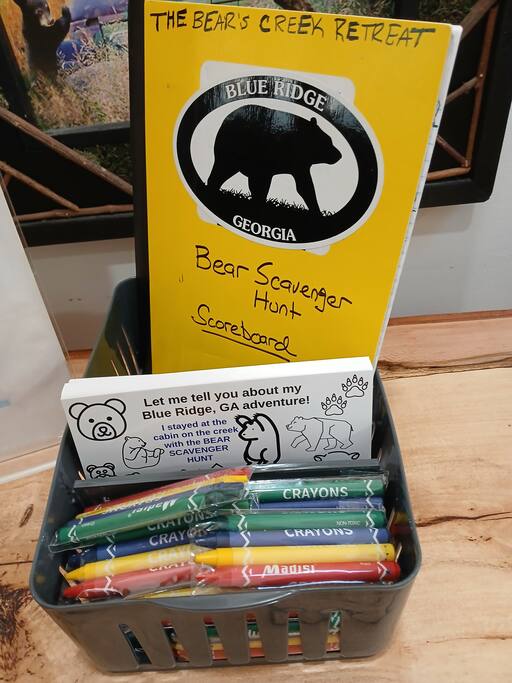 THE BEAR'S CREEK RETREAT
BLUE RIDGE
GEORGIA
Bear Scavenger
Hunt
Scoreboard
Let me tell you about my
Blue Ridge, GA adventure!
I stayed at the
cabin on the creek
with the BEAR
SCAVENGER
HUNT
CRAYONS
Madisi
CRAYONS
NON-TOXIC
CRAYONS
CRAYONS
Madisi